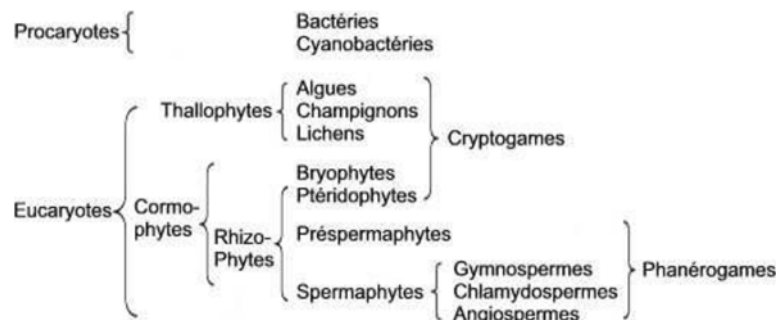 Procaryotes
Bactéries
Cyanobactéries
Eucaryotes
Thallophytes
Algues
Champignons
Lichens
Cryptogames
Cormo-
phytes
Bryophytes
Rhizo-
Phytes
Ptéridophytes
Préspermaphytes
Spermaphytes
Gymnospermes
Chlamydospermes
Angiospermes
Phanérogames